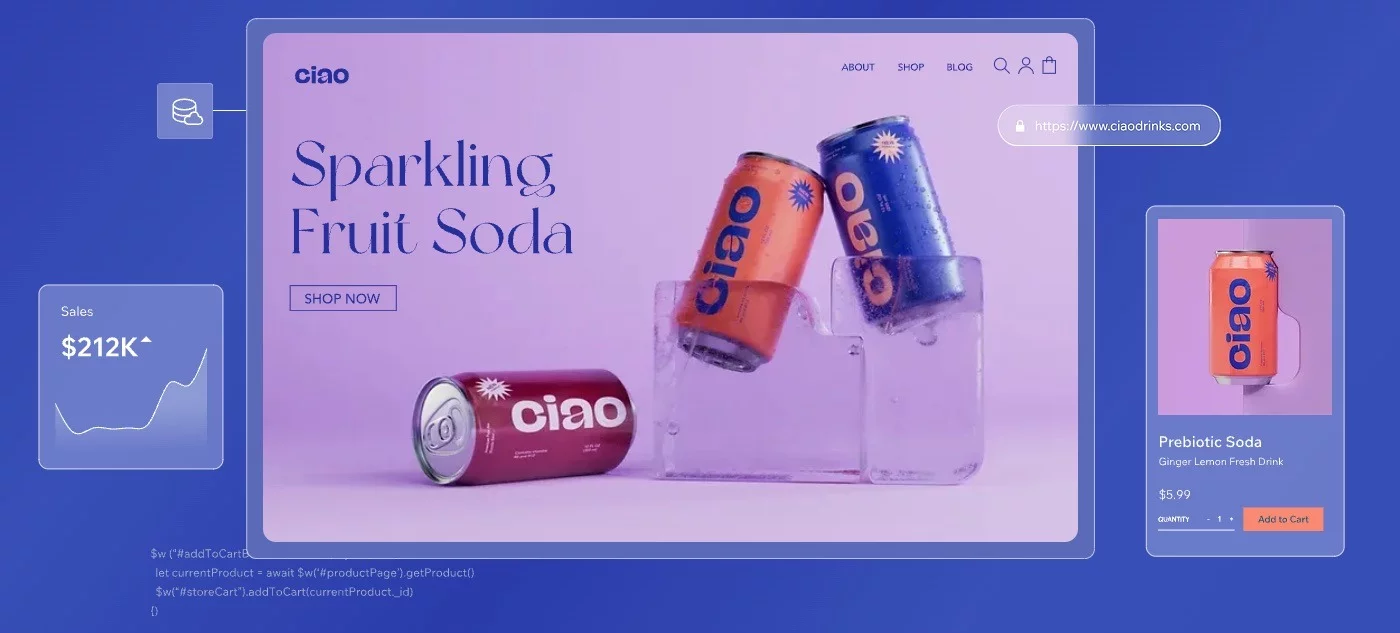 ciao
ABOUT SHOP BLOG
https://www.ciaodrinks.com
Sparkling
Fruit Soda
SHOP NOW
ciao
ciao
ciao
Sales
$212K
ciao
Prebiotic Soda
Ginger Lemon Fresh Drink
$5.99
QUANTITY - 1 + Add to Cart
$w ("#addToCartB
let currentProduct = await $w('#productPage').getProduct()
$w("#storeCart").addToCart(currentProduct._id)
{)